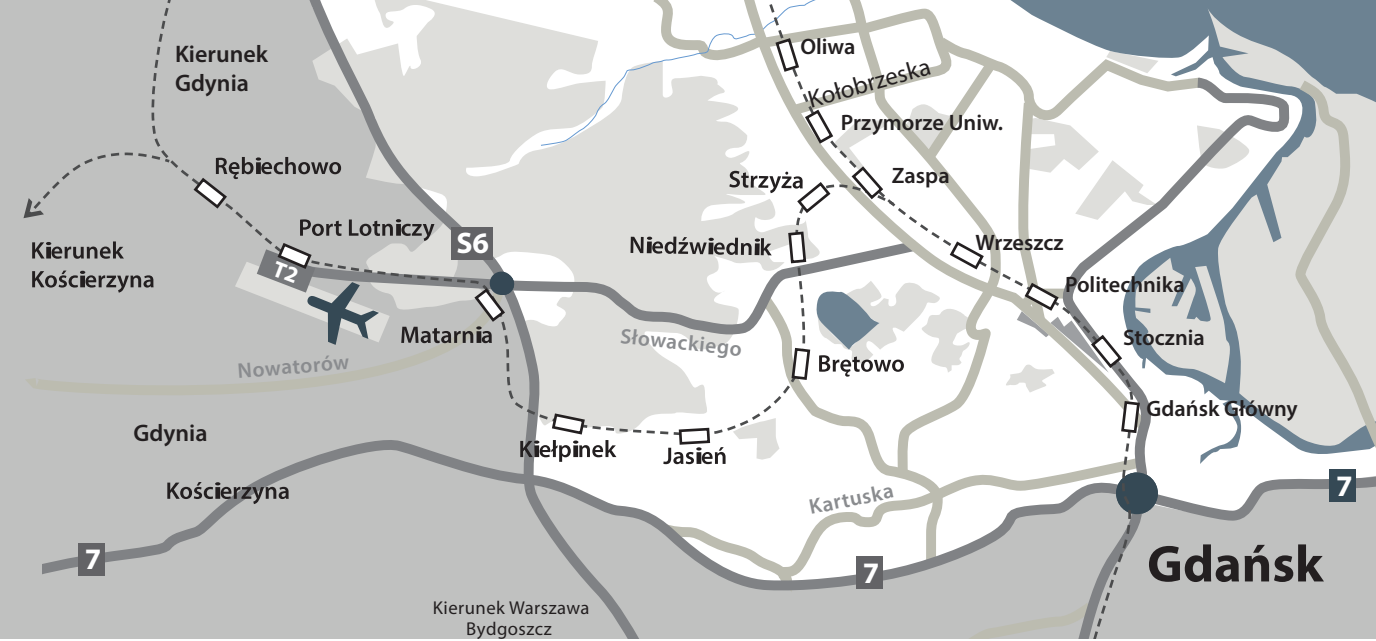 Oliwa
Kierunek
Gdynia
Kołobrzeska
Przymorze Uniw.
Rębiechowo
Strzyża
Zaspa
Port Lotniczy
S6
Niedźwiednik
Wrzeszcz
Kierunek
Kościerzyna
T2
Politechnika
Matarnia
Słowackiego
Stocznia
Nowatorów
Brętowo
Gdańsk Główny
Gdynia
Kiełpinek
Jasień
Kościerzyna
Kartuska
7
7
7
Gdańsk
Kierunek Warszawa
Bydgoszcz